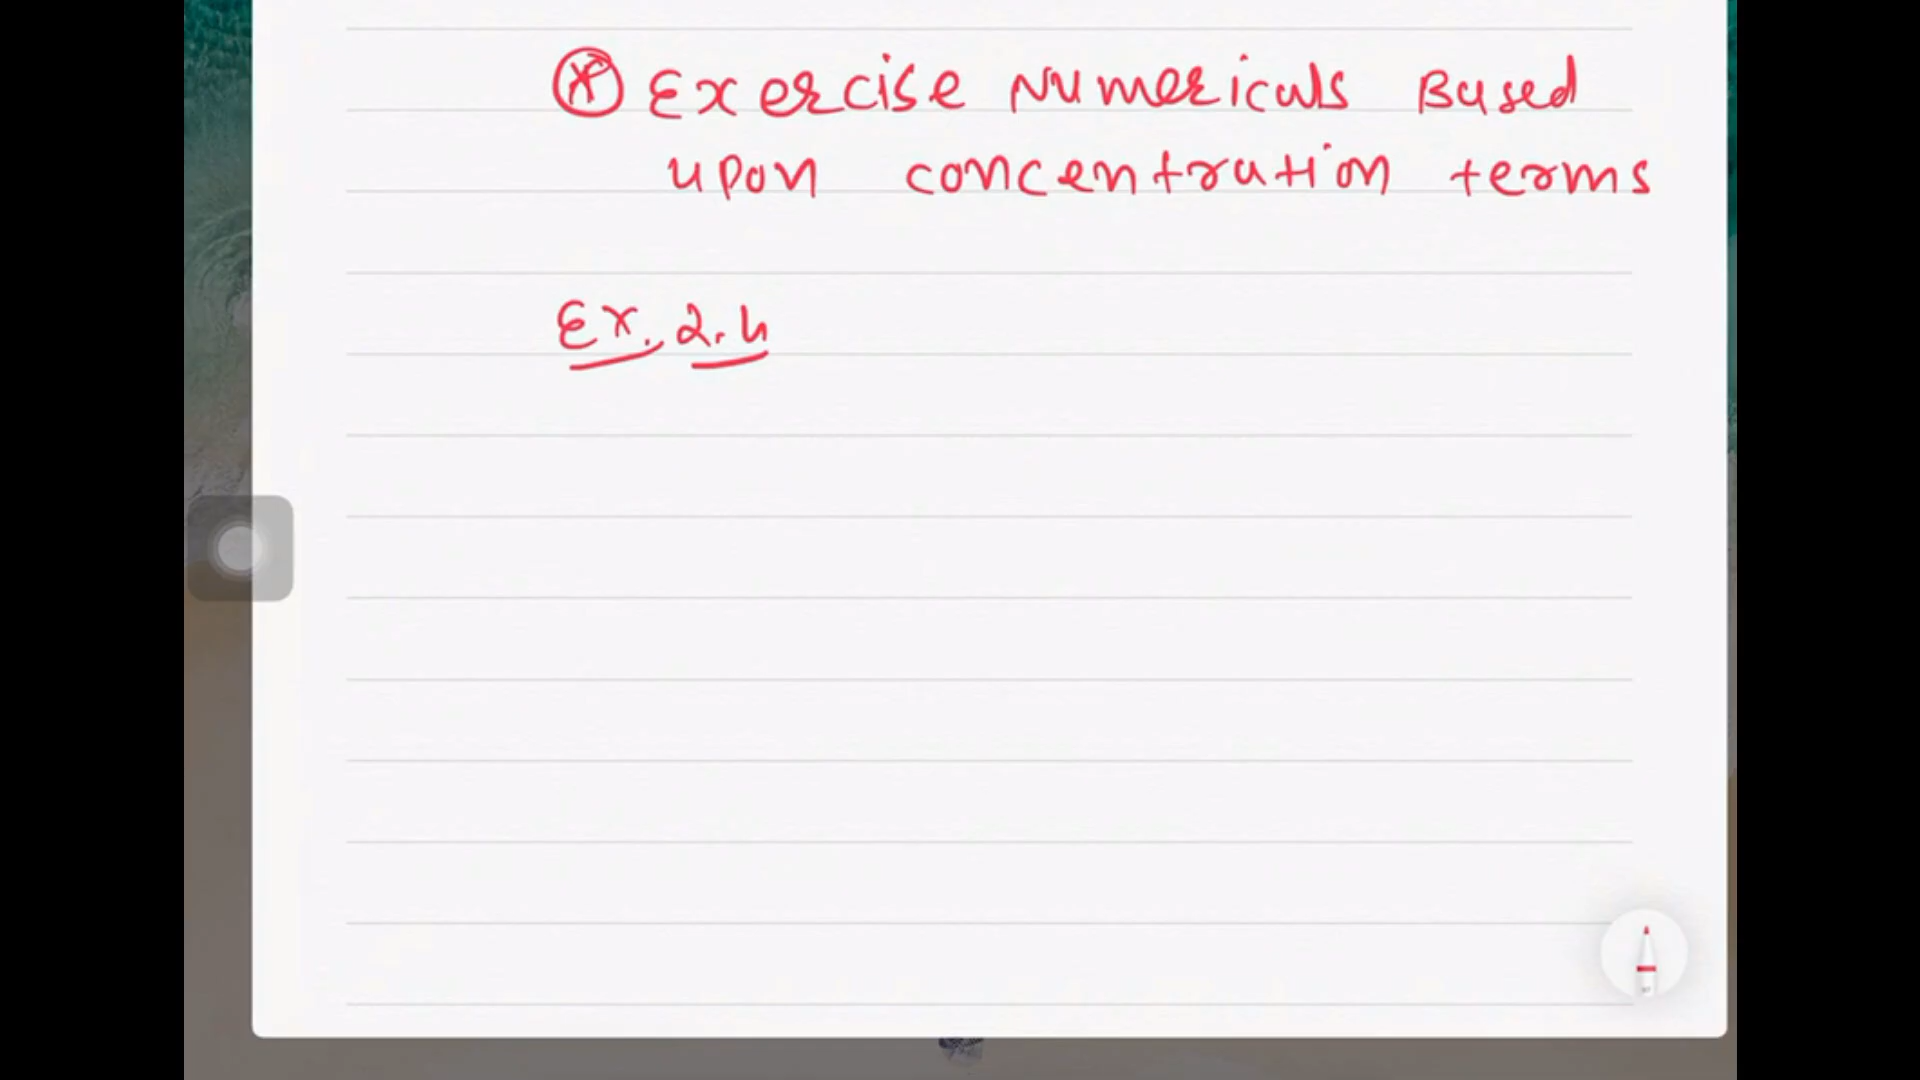 * Exercise Numericals Based
upon concentration terms
Ex. 2.4